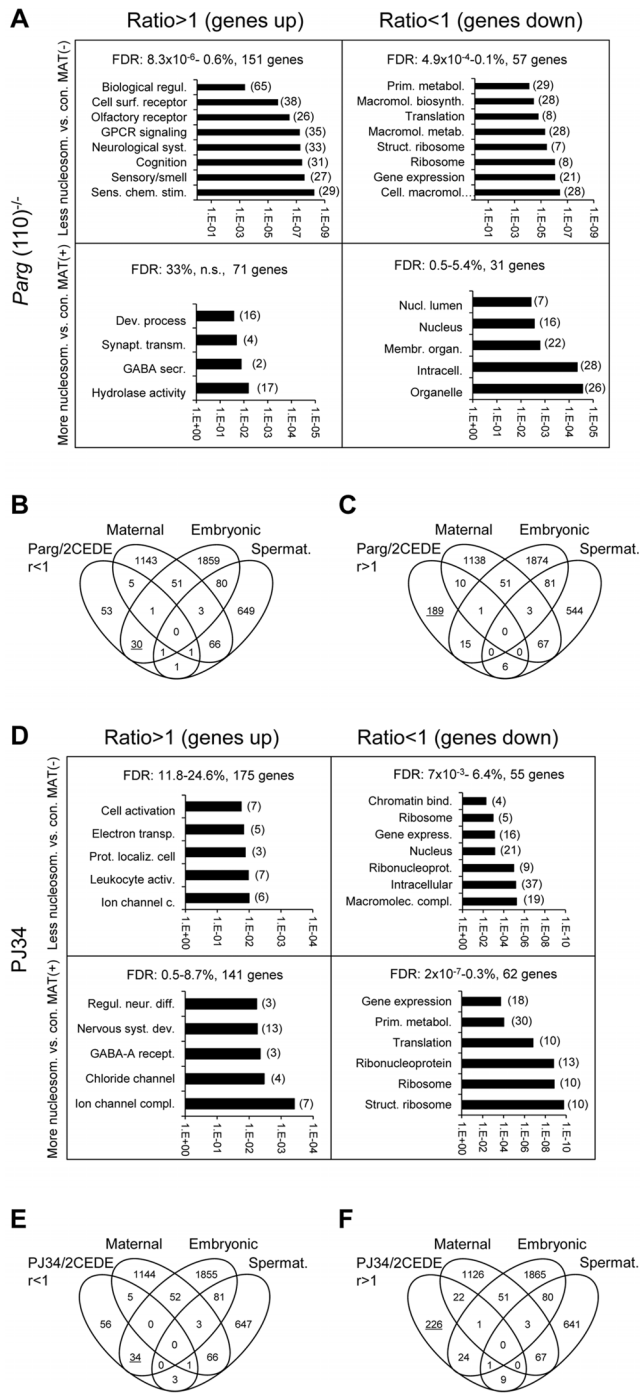 A
Ratio>1 (genes up)
Ratio<1 (genes down)
Parg (110)-/-
Less nucleosom. vs. con. MAT(-)
FDR: 8.3x10-6- 0.6%, 151 genes
Biological regul. (65)
Cell surf. receptor (38)
Olfactory receptor (26)
GPCR signaling (35)
Neurological syst. (33)
Cognition (31)
Sensory/smell (27)
Sens. chem. stim. (29)
1.E-01 1.E-03 1.E-05 1.E-07 1.E-09
FDR: 4.9x10-4-0.1%, 57 genes
Prim. metabol. (29)
Macromol. biosynth. (28)
Translation (8)
Macromol. metab. (28)
Struct. ribosome (7)
Ribosome (8)
Gene expression (21)
Cell. macromol... (28)
1.E-01 1.E-03 1.E-05 1.E-07 1.E-09
More nucleosom. vs. con. MAT(+)
FDR: 33%, n.s., 71 genes
Dev. process (16)
Synapt. transm. (4)
GABA secr. (2)
Hydrolase activity (17)
1.E+00 1.E-01 1.E-02 1.E-03 1.E-04 1.E-05
FDR: 0.5-5.4%, 31 genes
Nucl. lumen (7)
Nucleus (16)
Membr. organ. (22)
Intracell. (28)
Organelle (26)
1.E+00 1.E-01 1.E-02 1.E-03 1.E-04 1.E-05
B
Maternal Embryonic
Parg/2CEDE Spermat.
r<1
1143 1859
5 51 80
53 1 3 649
0
30 1 1 66
1
C
Maternal Embryonic
Parg/2CEDE Spermat.
r>1
1138 1874
10 51 81
189 1 3 544
0
15 0 0 67
6
D
Ratio>1 (genes up)
Ratio<1 (genes down)
PJ34
Less nucleosom. vs. con. MAT(-)
FDR: 11.8-24.6%, 175 genes
Cell activation (7)
Electron transp. (5)
Prot. localiz. cell (3)
Leukocyte activ. (7)
Ion channel c. (6)
1.E+00 1.E-01 1.E-02 1.E-03 1.E-04
FDR: 7x10-3- 6.4%, 55 genes
Chromatin bind. (4)
Ribosome (5)
Gene express. (16)
Nucleus (21)
Ribonucleoprot. (9)
Intracellular (37)
Macromolec. compl. (19)
1.E+00 1.E-02 1.E-04 1.E-06 1.E-08 1.E-10
More nucleosom. vs. con. MAT(+)
FDR: 0.5-8.7%, 141 genes
Regul. neur. diff. (3)
Nervous syst. dev. (13)
GABA-A recept. (3)
Chloride channel (4)
Ion channel compl. (7)
1.E+00 1.E-01 1.E-02 1.E-03 1.E-04
FDR: 2x10-7-0.3%, 62 genes
Gene expression (18)
Prim. metabol. (30)
Translation (10)
Ribonucleoprotein (13)
Ribosome (10)
Struct. ribosome (10)
1.E+00 1.E-02 1.E-04 1.E-06 1.E-08 1.E-10
E
Maternal Embryonic
PJ34/2CEDE Spermat.
r<1
1144 1855
5 52 81
56 0 3 647
0
34 0 1 66
3
F
Maternal Embryonic
PJ34/2CEDE Spermat.
r>1
1126 1865
22 51 80
226 1 3 641
0
24 1 0 67
9